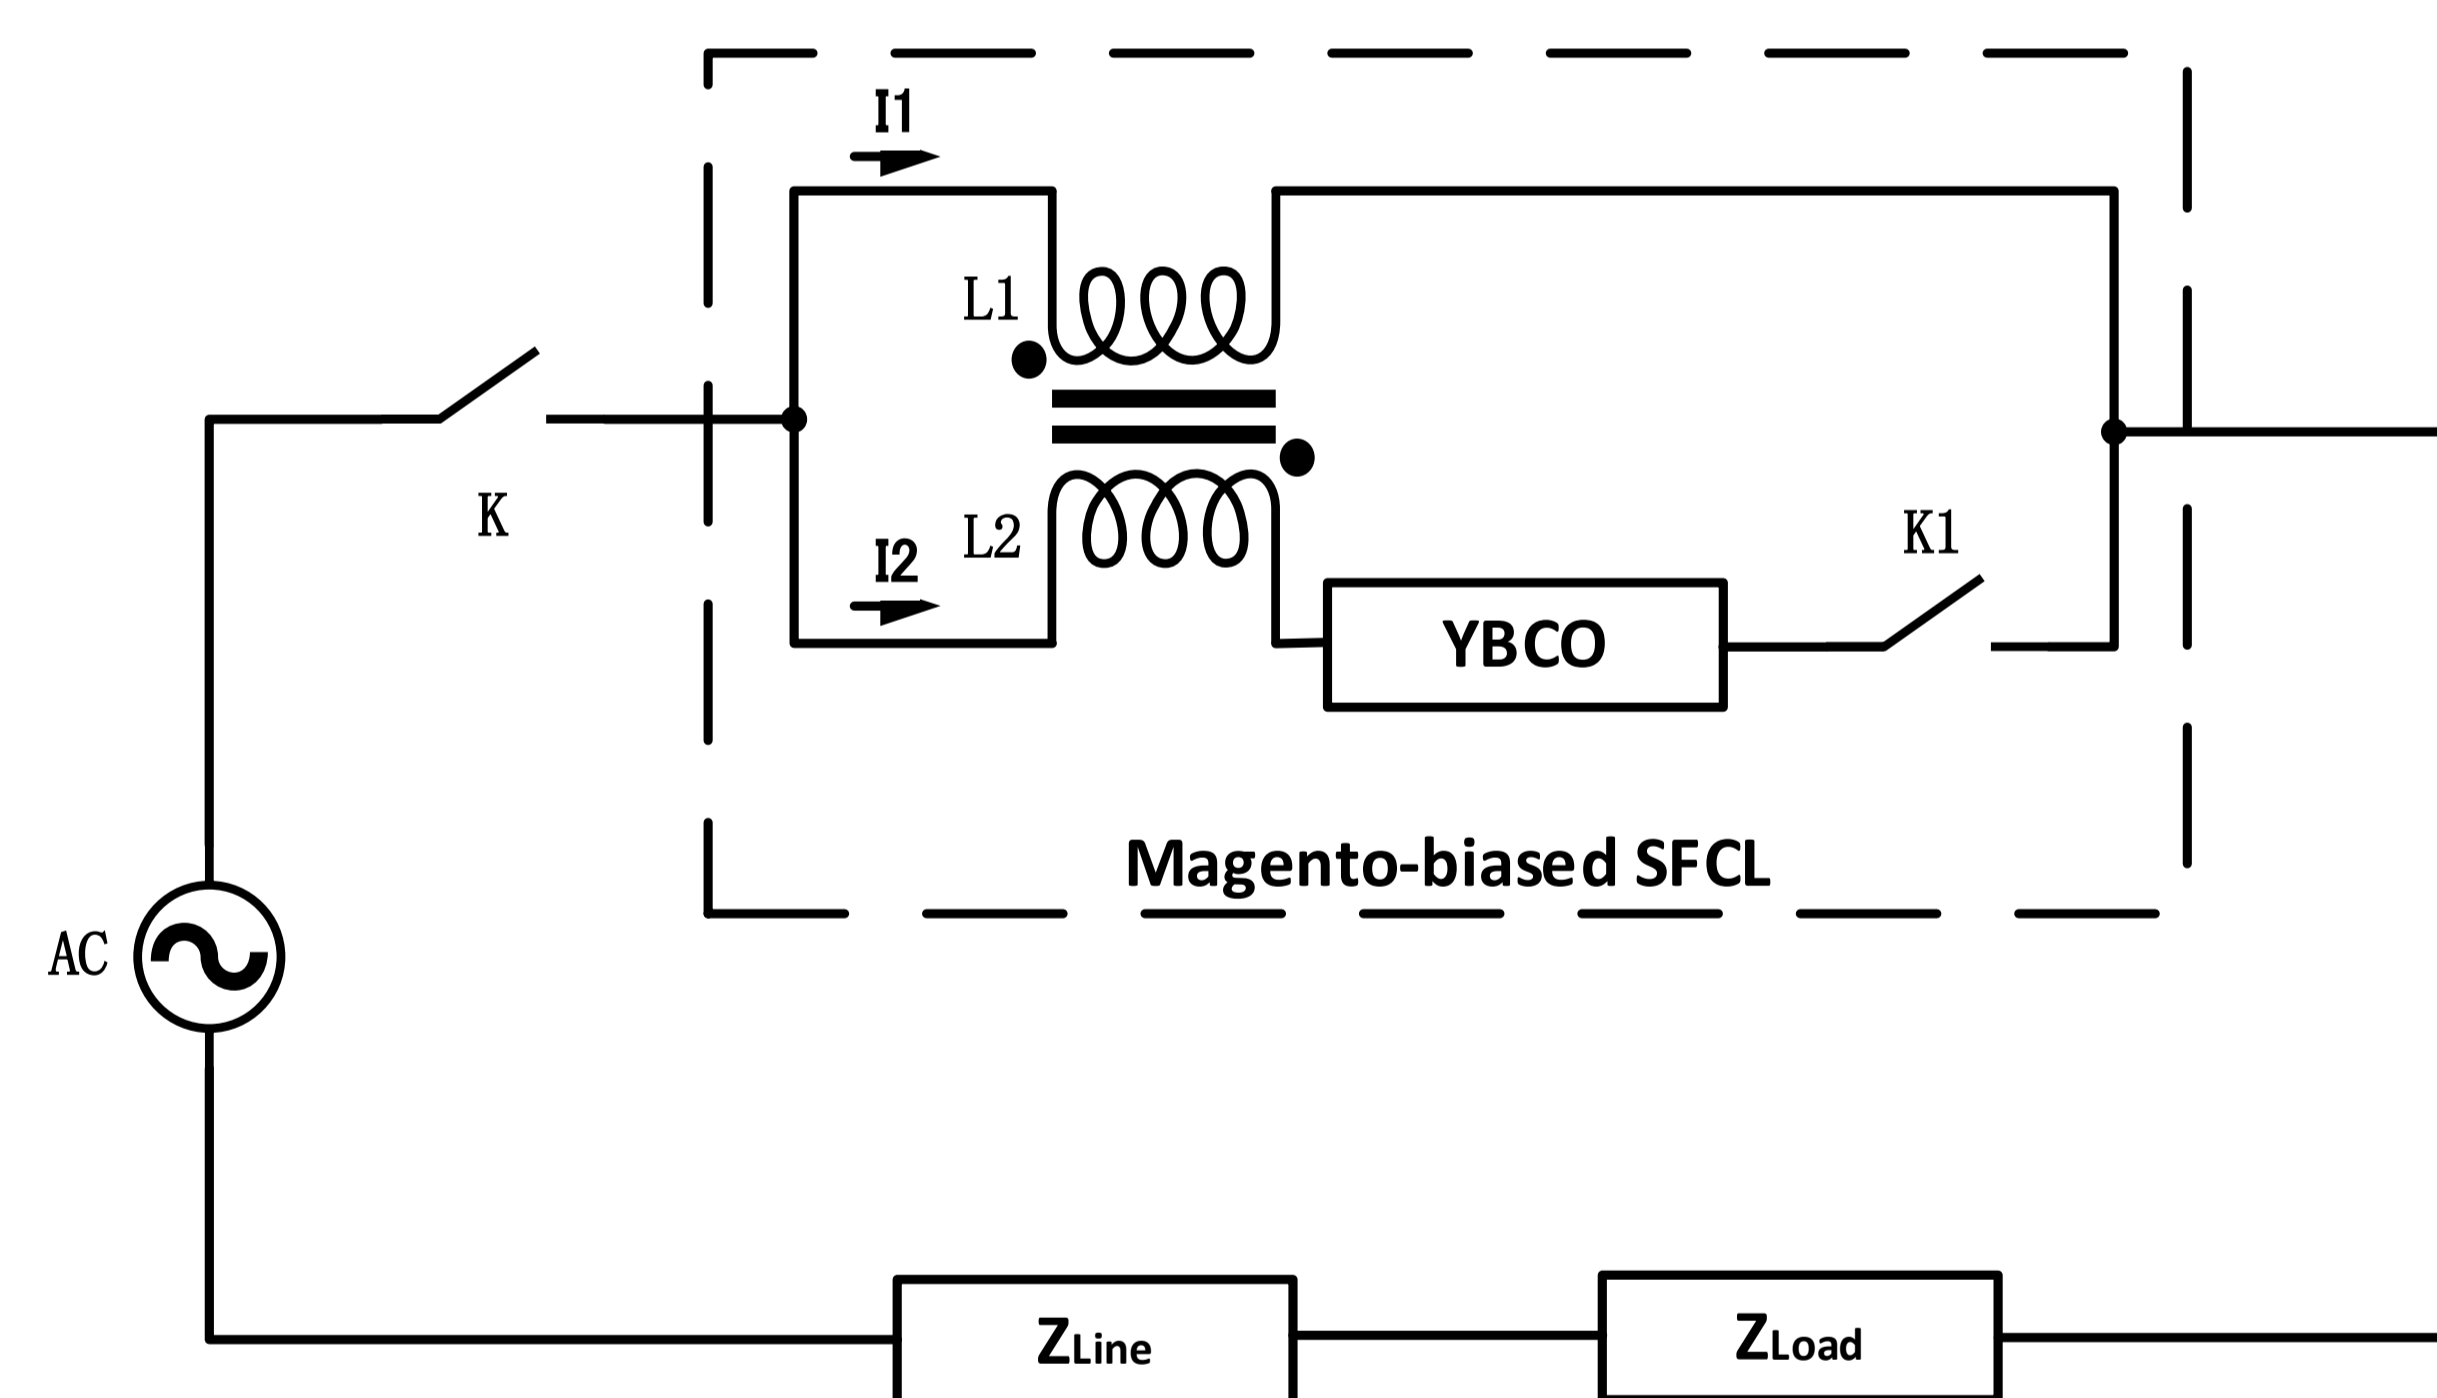 I1
L1
K
L2
I2
K1
YBCO
Magento-biased SFCL
AC
ZLine
ZLoad